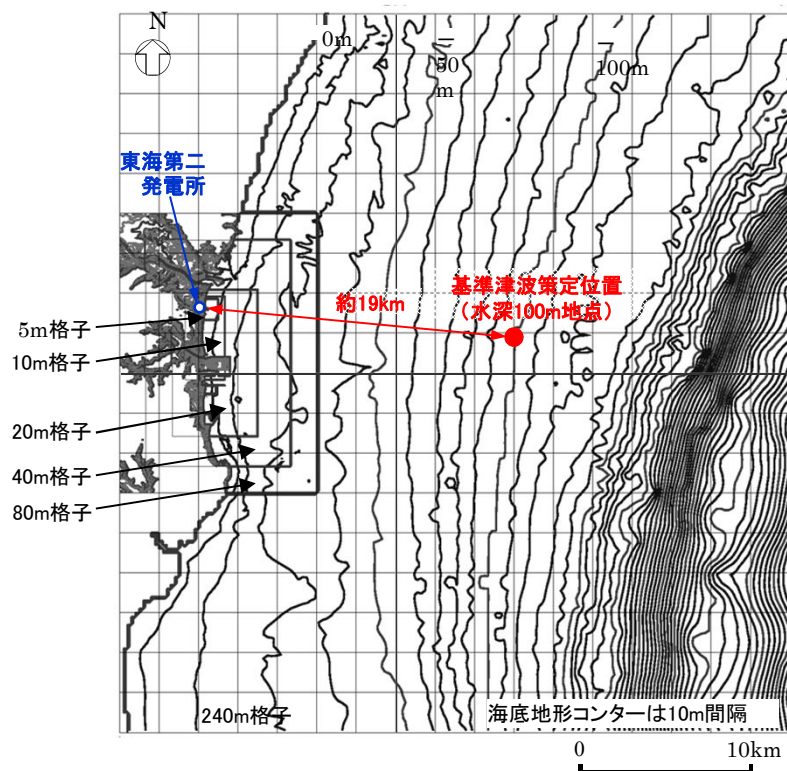 N
0m
50
m
100m
東海第二
発電所
基準津波策定位置
（水深100m地点）
約19km
5m格子
10m格子
20m格子
40m格子
80m格子
240m格子
海底地形コンターは10m間隔
0
10km